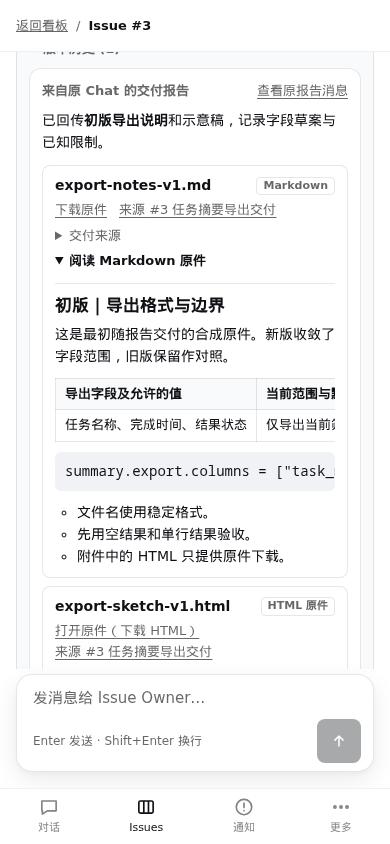 返回看板 / Issue #3
来自原 Chat 的交付报告 查看原报告消息
已回传初版导出说明和示意稿，记录字段草案与
已知限制。
export-notes-v1.md Markdown
下载原件 来源 #3 任务摘要导出交付
▶ 交付来源
▼ 阅读 Markdown 原件
初版｜导出格式与边界
这是最初随报告交付的合成原件。新版收敛了
字段范围，旧版保留作对照。
导出字段及允许的值 当前范围与
任务名称、完成时间、结果状态 仅导出当前
summary.export.columns = ["task_
◦ 文件名使用稳定格式。
◦ 先用空结果和单行结果验收。
◦ 附件中的 HTML 只提供原件下载。
export-sketch-v1.html HTML 原件
打开原件（下载 HTML）
来源 #3 任务摘要导出交付
发消息给 Issue Owner…
Enter 发送 · Shift+Enter 换行
对话 Issues 通知 更多